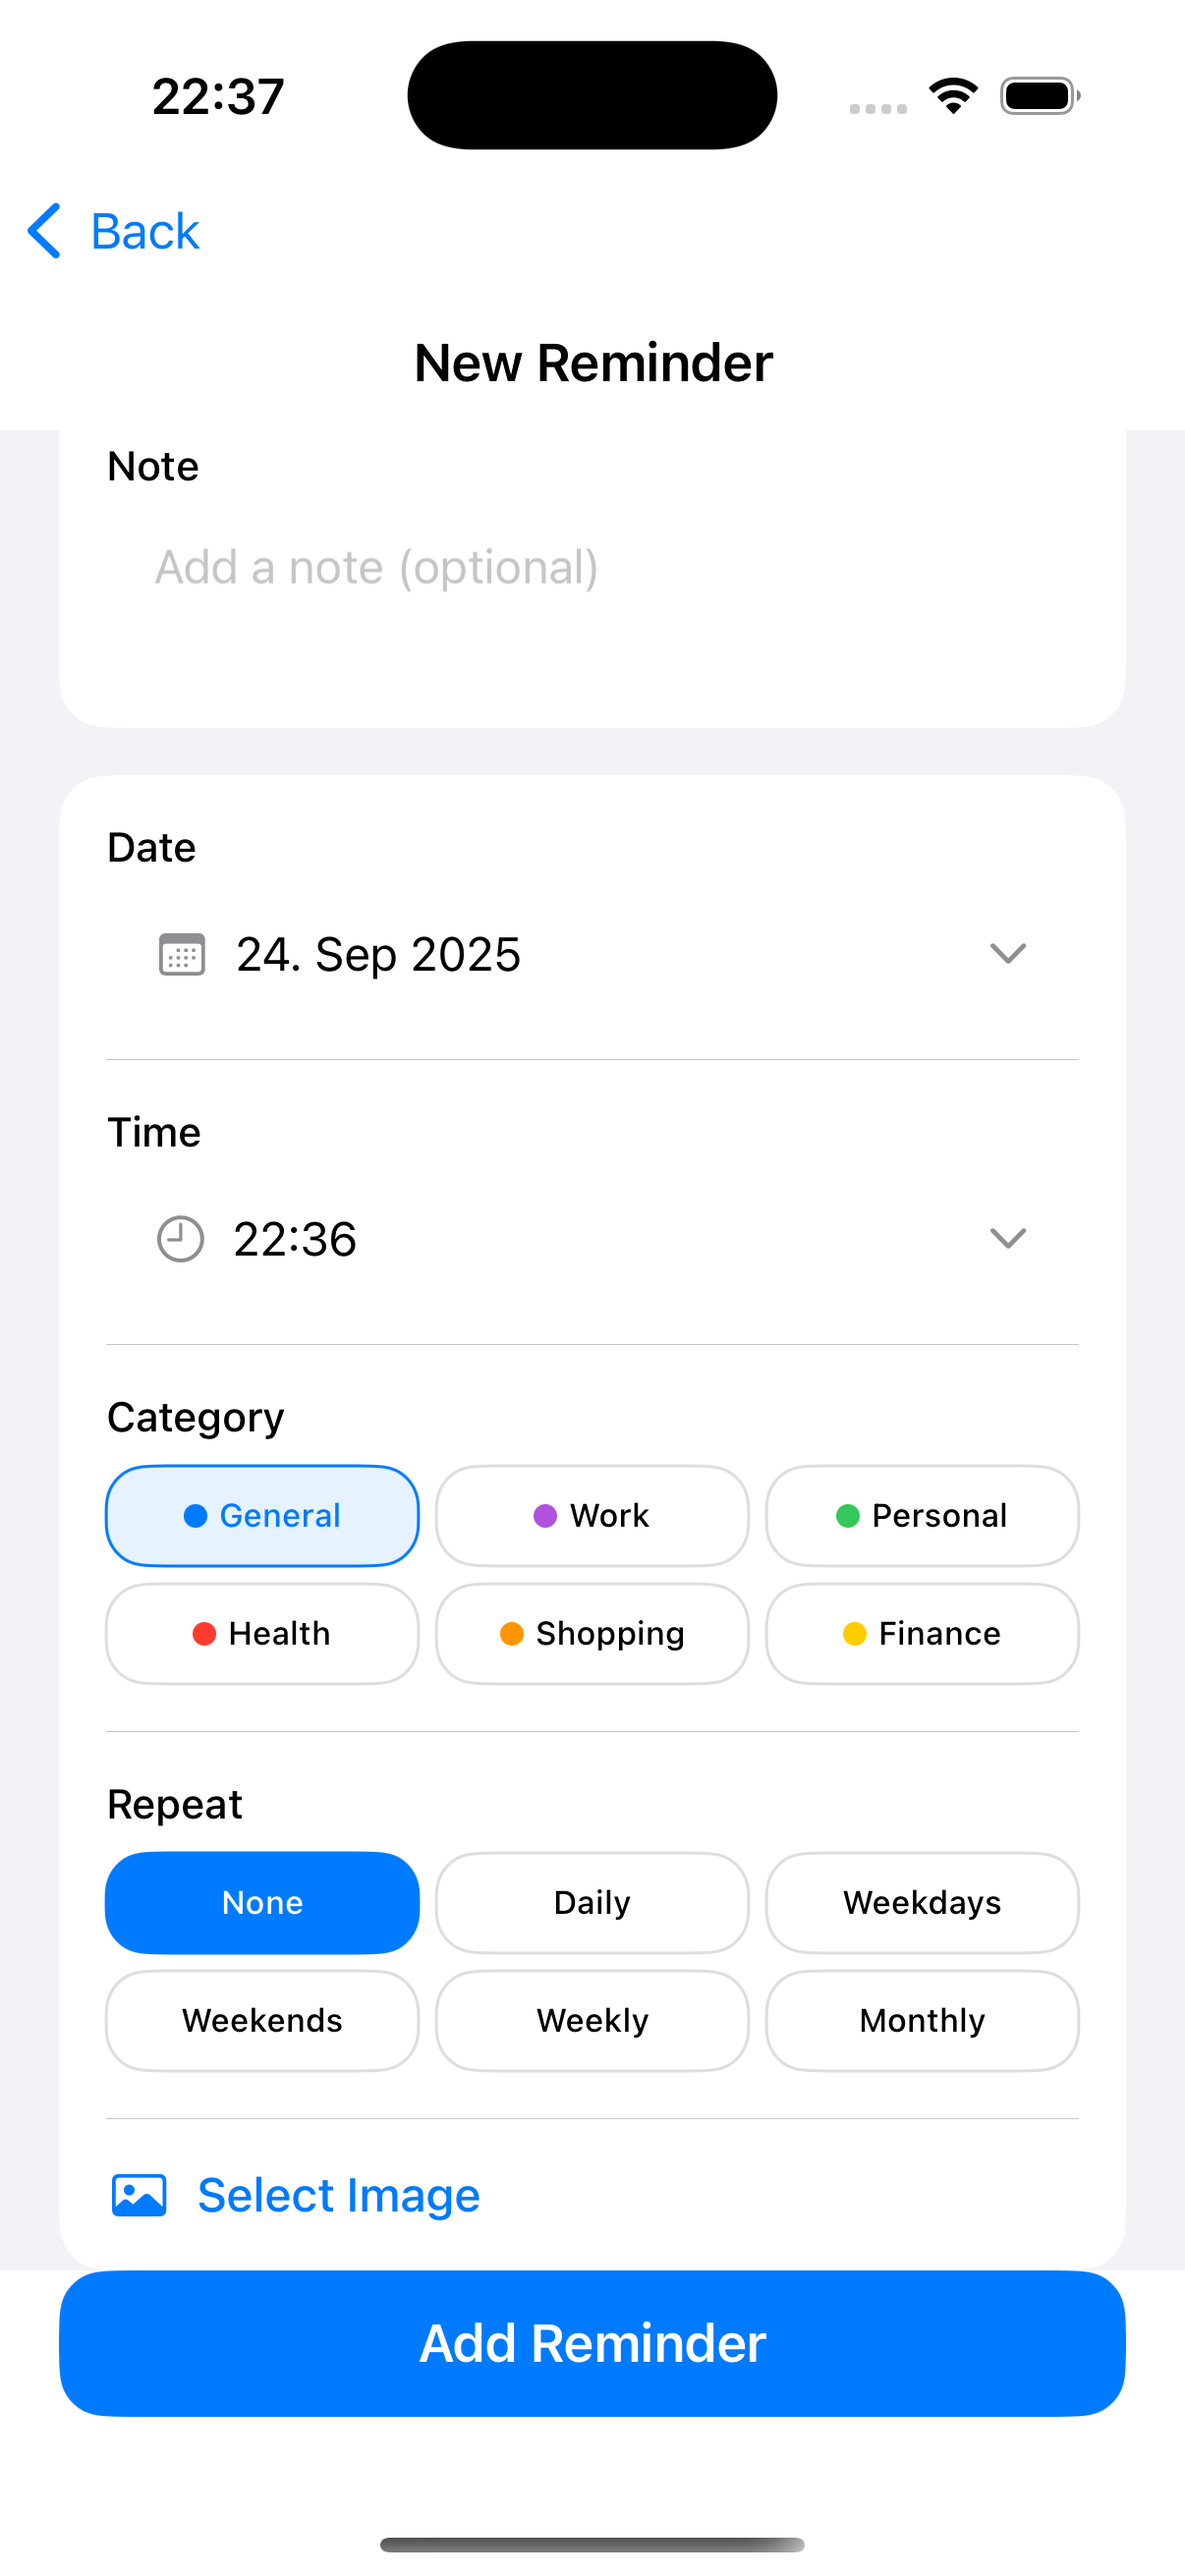 22:37
Back
New Reminder
Note
Add a note (optional)
Date
24. Sep 2025
Time
22:36
Category
General Work Personal
Health Shopping Finance
Repeat
None Daily Weekdays
Weekends Weekly Monthly
Select Image
Add Reminder